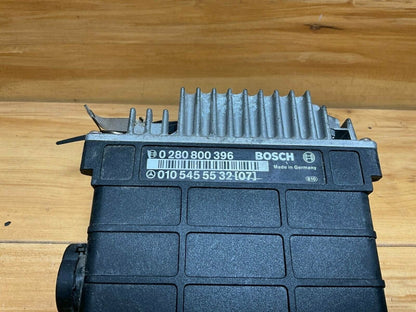 0 280 800 396 BOSCH
Made in Germany
010 545 55 32 [07]